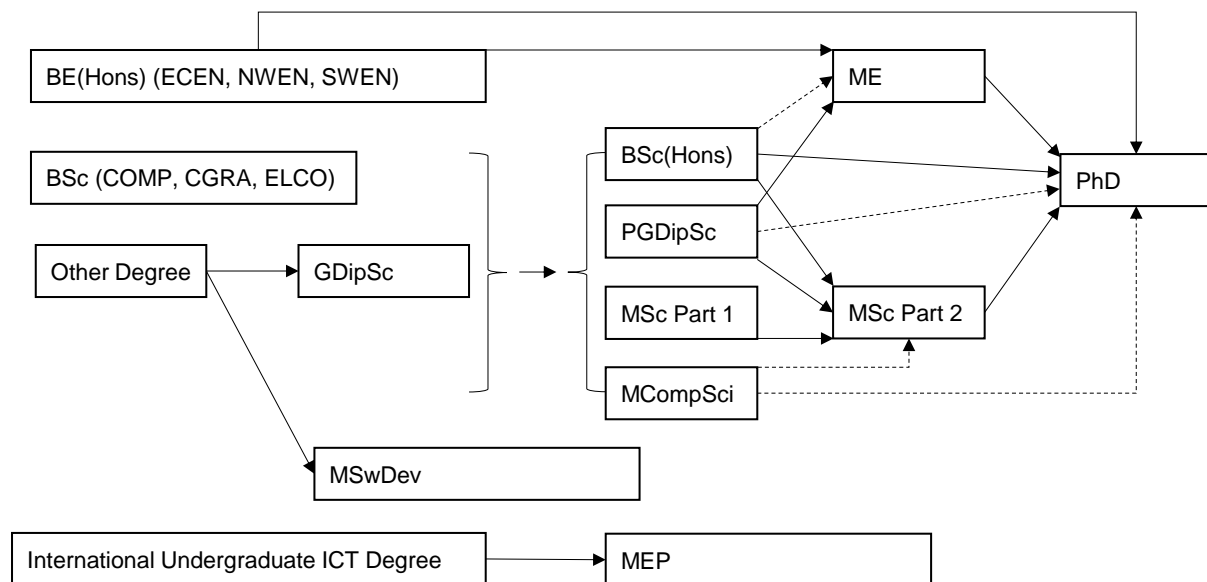 BE(Hons) (ECEN, NWEN, SWEN)
ME
BSc(Hons)
BSc (COMP, CGRA, ELCO)
PhD
PGDipSc
Other Degree
GDipSc
MSc Part 1
MSc Part 2
MCompSci
MSwDev
International Undergraduate ICT Degree
MEP